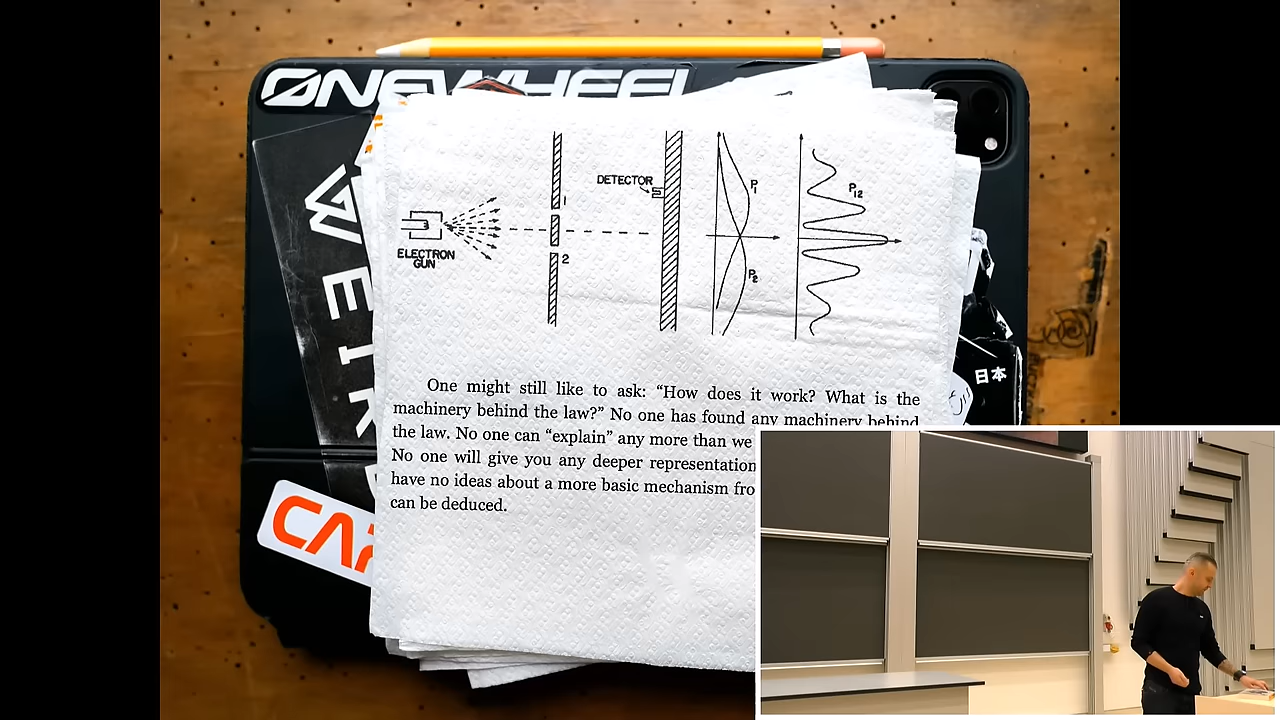 ONEWHEEL
WEIR
CA
日本
DETECTOR
1
2
ELECTRON
GUN
P1
P2
P12
One might still like to ask: “How does it work? What is the
machinery behind the law?” No one has found any machinery behind
the law. No one can “explain” any more than we
No one will give you any deeper representation
have no ideas about a more basic mechanism fro
can be deduced.